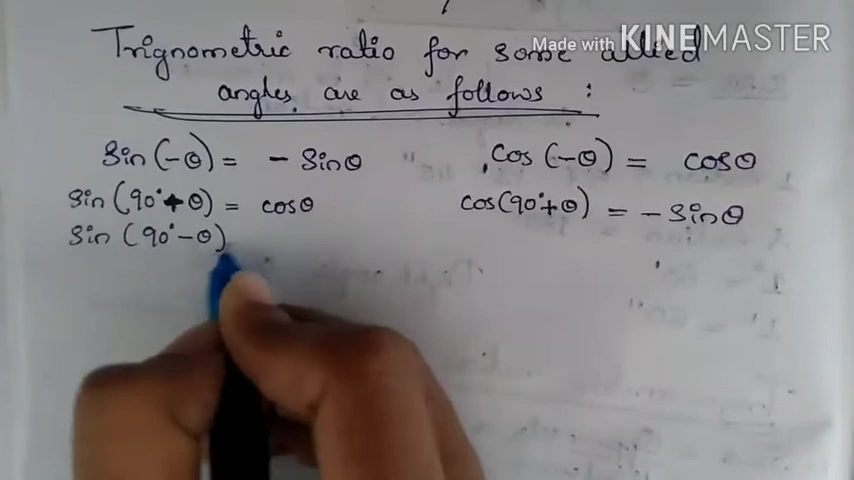 Made with KINEMASTER
Trignometric ratio for some allied
angles are as follows :
sin (-θ) = - sinθ
cos (-θ) = cosθ
sin (90°+θ) = cosθ
cos (90°+θ) = - sinθ
sin (90°-θ)